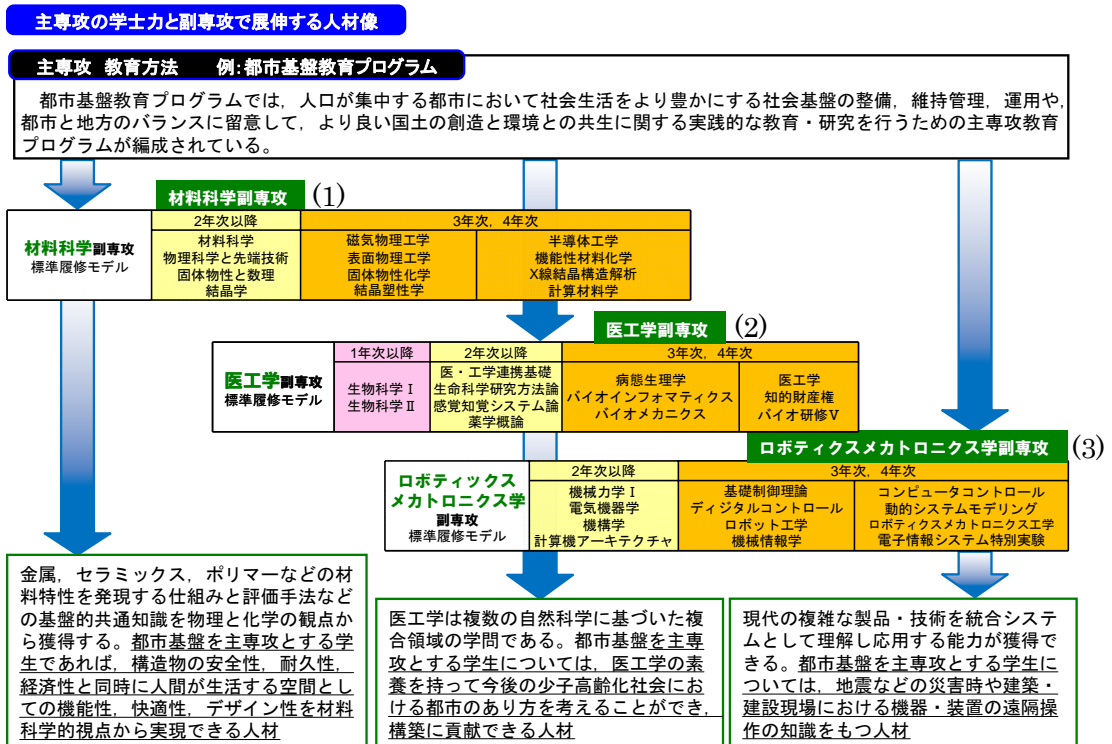 主専攻の学士力と副専攻で展伸する人材像
主専攻 教育方法　　例：都市基盤教育プログラム
都市基盤教育プログラムでは，人口が集中する都市において社会生活をより豊かにする社会基盤の整備，維持管理，運用や，
都市と地方のバランスに留意して，より良い国土の創造と環境との共生に関する実践的な教育・研究を行うための主専攻教育
プログラムが編成されている。
材料科学副専攻 (1)
材料科学副専攻
標準履修モデル
2年次以降
材料科学
物理科学と先端技術
固体物性と数理
結晶学
3年次，4年次
磁気物理工学
表面物理工学
固体物性化学
結晶塑性学
半導体工学
機能性材料化学
X線結晶構造解析
計算材料学
医工学副専攻 (2)
医工学副専攻
標準履修モデル
1年次以降
生物科学Ⅰ
生物科学Ⅱ
2年次以降
医・工学連携基礎
生命科学研究方法論
感覚知覚システム論
薬学概論
3年次，4年次
病態生理学
バイオインフォマティクス
バイオメカニクス
医工学
知的財産権
バイオ研修Ⅴ
ロボティクスメカトロニクス学副専攻 (3)
ロボティックス
メカトロニクス学
副専攻
標準履修モデル
2年次以降
機械力学Ⅰ
電気機器学
機構学
計算機アーキテクチャ
3年次，4年次
基礎制御理論
ディジタルコントロール
ロボット工学
機械情報学
コンピュータコントロール
動的システムモデリング
ロボティクスメカトロニクス工学
電子情報システム特別実験
金属，セラミックス，ポリマーなどの材
料特性を発現する仕組みと評価手法など
の基盤的共通知識を物理と化学の観点か
ら獲得する。都市基盤を主専攻とする学
生であれば，構造物の安全性，耐久性，
経済性と同時に人間が生活する空間とし
ての機能性，快適性，デザイン性を材料
科学的視点から実現できる人材
医工学は複数の自然科学に基づいた複
合領域の学問である。都市基盤を主専
攻とする学生については，医工学の素
養を持って今後の少子高齢化社会にお
ける都市のあり方を考えることができ，
構築に貢献できる人材
現代の複雑な製品・技術を統合システ
ムとして理解し応用する能力が獲得で
きる。都市基盤を主専攻とする学生に
ついては，地震などの災害時や建築・
建設現場における機器・装置の遠隔操
作の知識をもつ人材